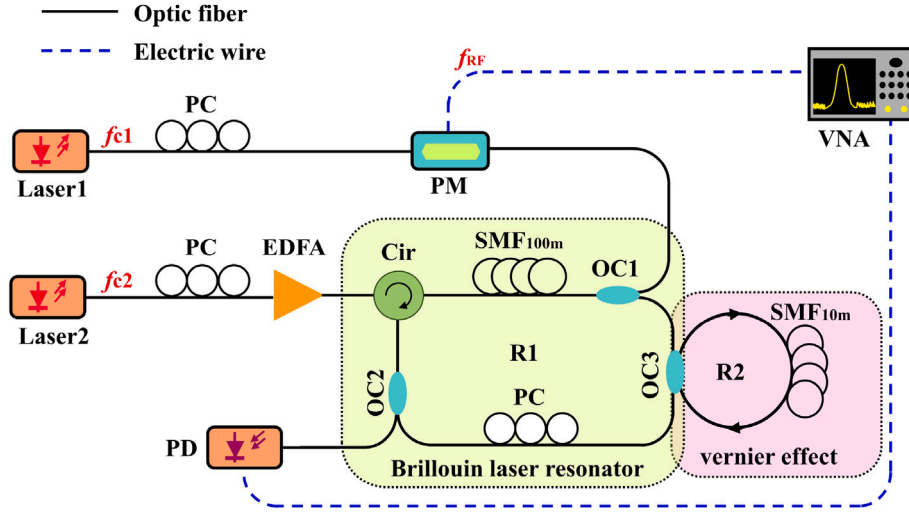 Optic fiber
Electric wire
fRF
PC
fc1
Laser1
PM
VNA
PC
EDFA
fc2
Laser2
Cir
SMF100m
OC1
SMF10m
R1
OC3
R2
OC2
PC
PD
Brillouin laser resonator
vernier effect